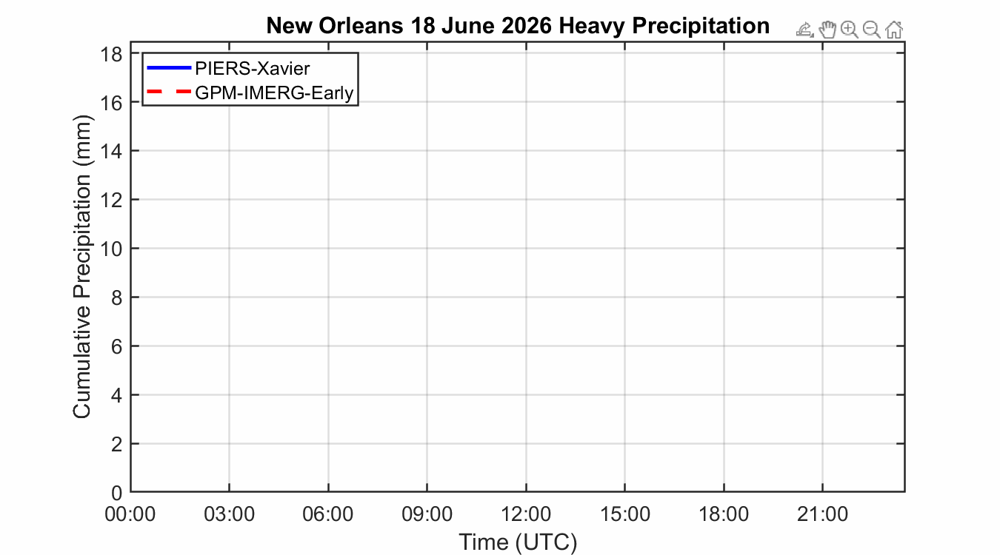 New Orleans 18 June 2026 Heavy Precipitation
PIERS-Xavier
GPM-IMERG-Early
Cumulative Precipitation (mm)
18
16
14
12
10
8
6
4
2
0
00:00 03:00 06:00 09:00 12:00 15:00 18:00 21:00
Time (UTC)